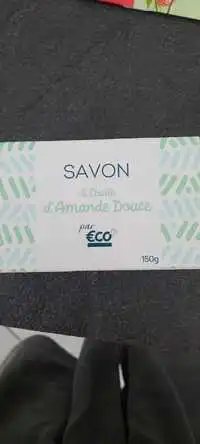 SAVON
à L'huile
d'Amande Douce
par
€CO+
150g